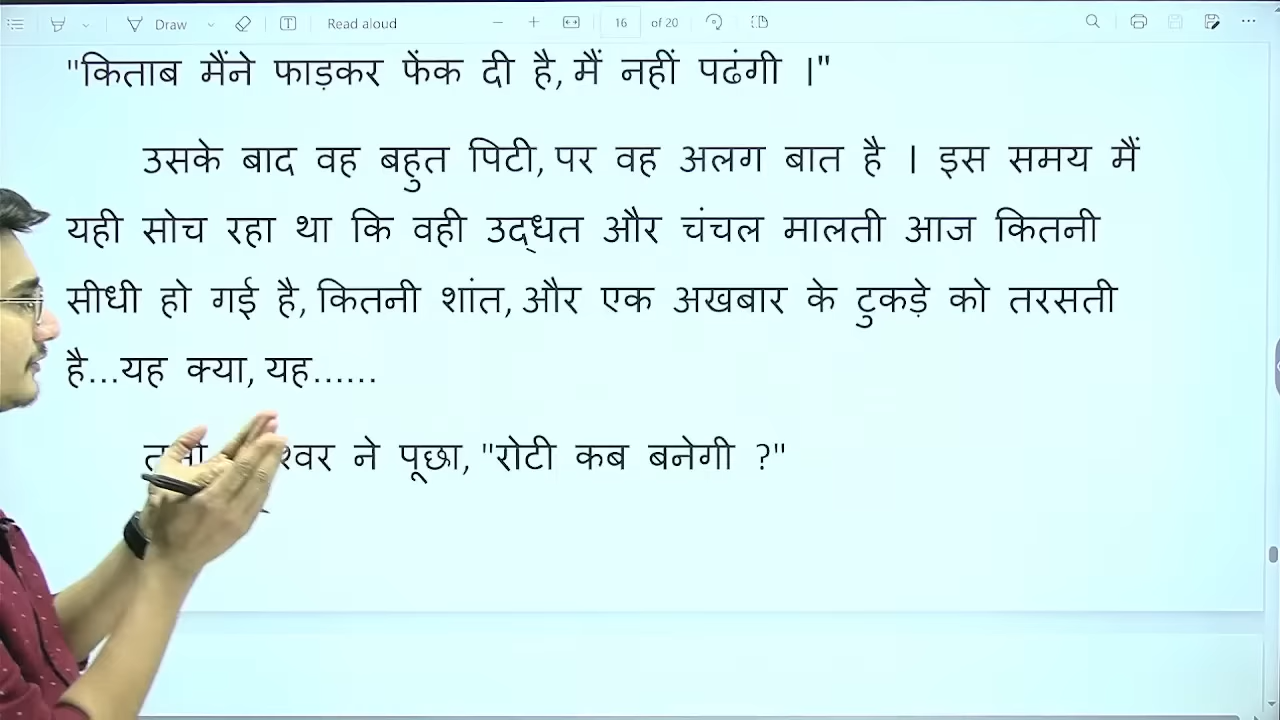 Draw
Read aloud
16 of 20
"किताब मैंने फाड़कर फेंक दी है, मैं नहीं पढंगी ।"
उसके बाद वह बहुत पिटी, पर वह अलग बात है । इस समय मैं
यही सोच रहा था कि वही उद्धत और चंचल मालती आज कितनी
सीधी हो गई है, कितनी शांत, और एक अखबार के टुकड़े को तरसती
है...यह क्या, यह......
ने पूछा, "रोटी कब बनेगी ?"